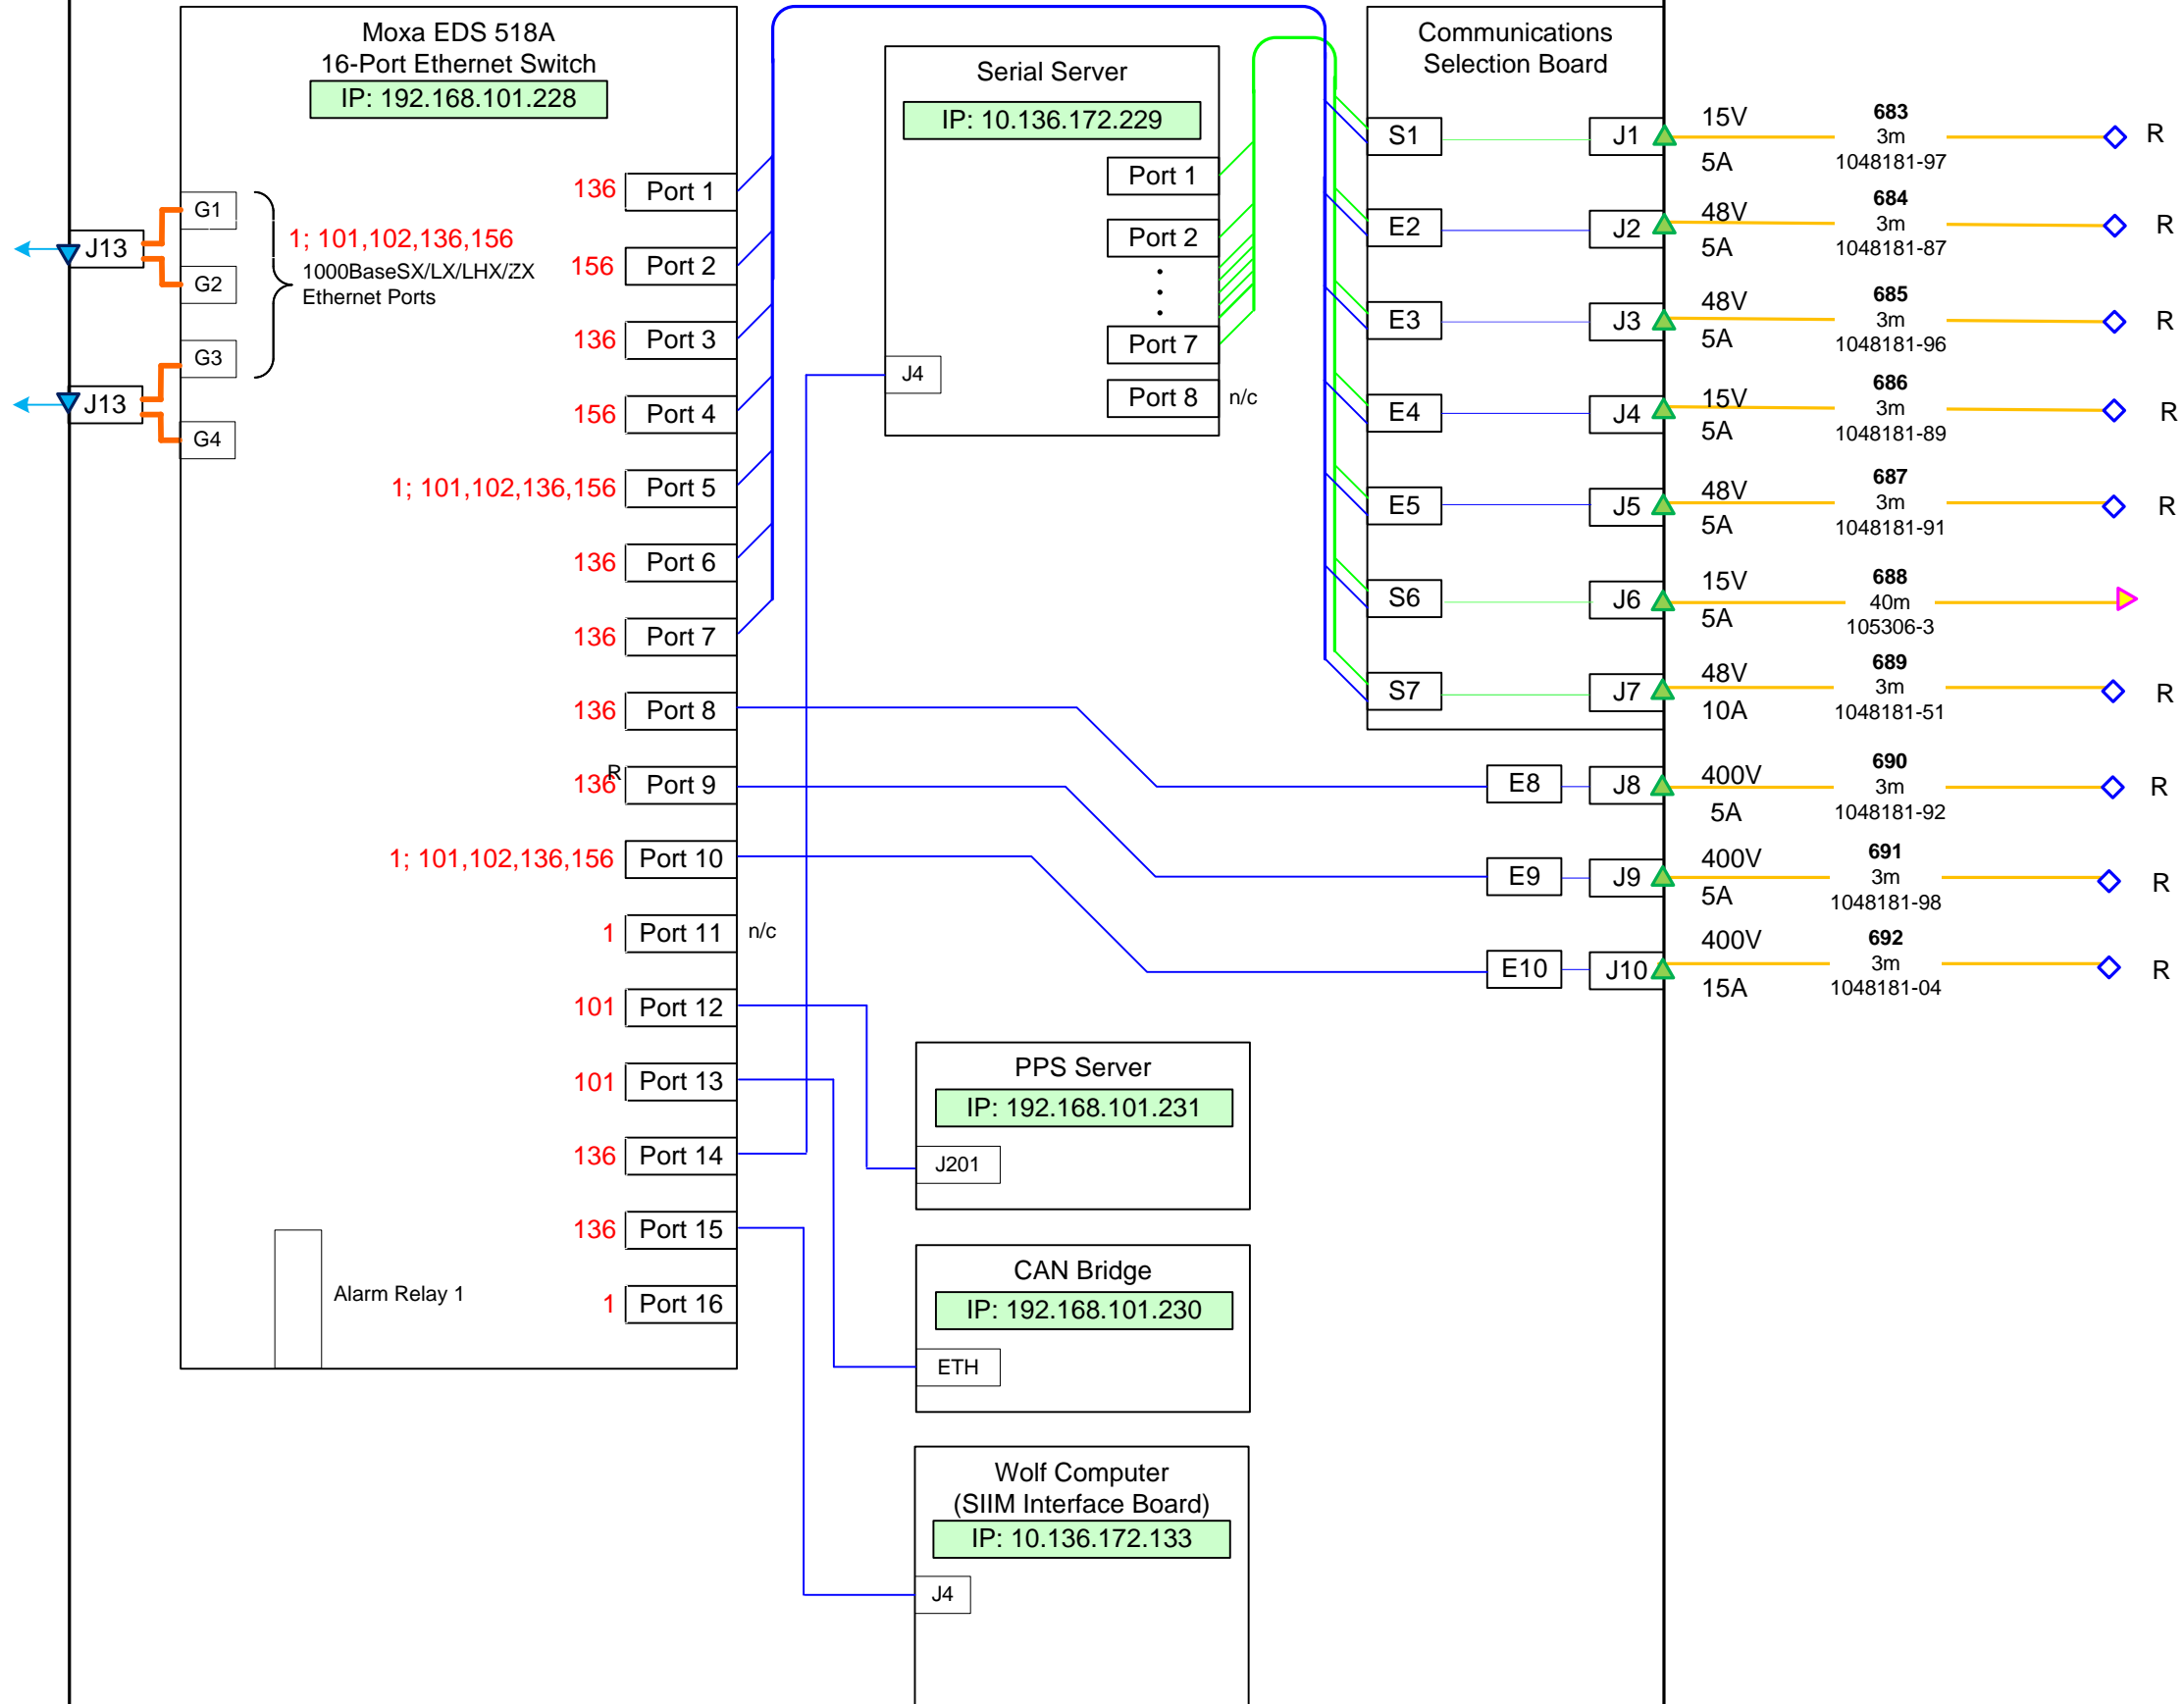 Moxa EDS 518A
16-Port Ethernet Switch
IP: 192.168.101.228
G1
G2
G3
G4
J13
J13
1; 101,102,136,156
1000BaseSX/LX/LHX/ZX
Ethernet Ports
136 Port 1
156 Port 2
136 Port 3
156 Port 4
1; 101,102,136,156 Port 5
136 Port 6
136 Port 7
136 Port 8
R
136 Port 9
1; 101,102,136,156 Port 10
1 Port 11 n/c
101 Port 12
101 Port 13
136 Port 14
136 Port 15
1 Port 16
Alarm Relay 1
Serial Server
IP: 10.136.172.229
Port 1
Port 2
Port 7
Port 8 n/c
J4
PPS Server
IP: 192.168.101.231
J201
CAN Bridge
IP: 192.168.101.230
ETH
Wolf Computer
(SIIM Interface Board)
IP: 10.136.172.133
J4
Communications
Selection Board
S1 J1
E2 J2
E3 J3
E4 J4
E5 J5
S6 J6
S7 J7
E8 J8
E9 J9
E10 J10
15V 683
3m R
5A 1048181-97
48V 684
3m R
5A 1048181-87
48V 685
3m R
5A 1048181-96
15V 686
3m R
5A 1048181-89
48V 687
3m R
5A 1048181-91
15V 688
40m
5A 105306-3
48V 689
3m R
10A 1048181-51
400V 690
3m R
5A 1048181-92
400V 691
3m R
5A 1048181-98
400V 692
3m R
15A 1048181-04